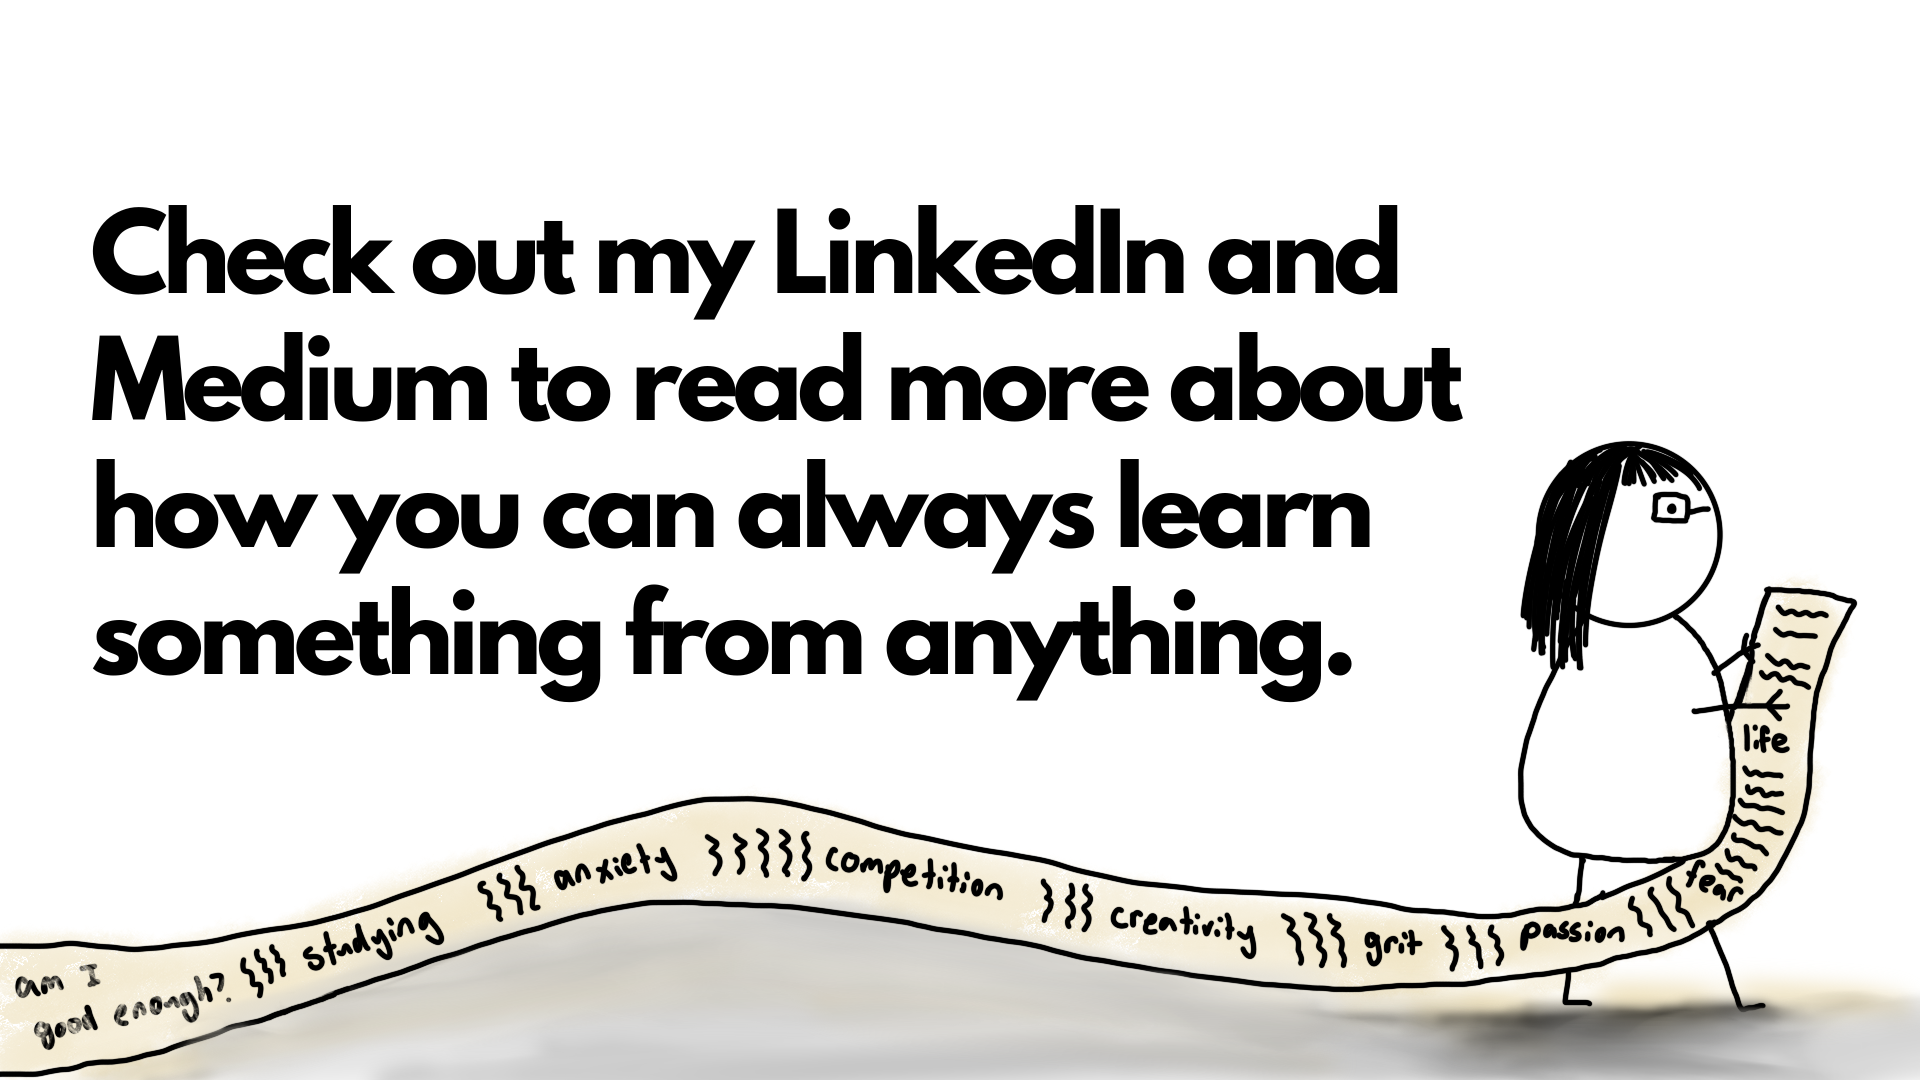 Check out my LinkedIn and
Medium to read more about
how you can always learn
something from anything.
life
fear
passion
grit
creativity
competition
anxiety
studying
am I
good enough?